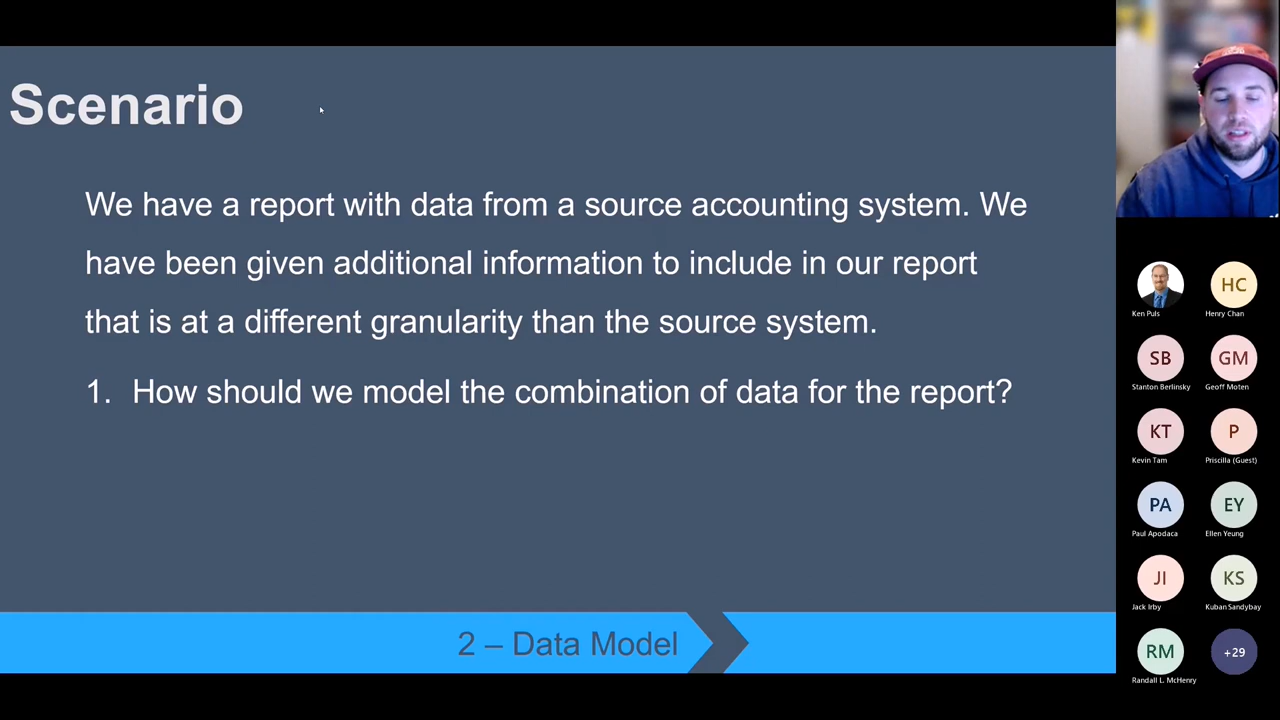 Scenario
We have a report with data from a source accounting system. We
have been given additional information to include in our report
that is at a different granularity than the source system.
1. How should we model the combination of data for the report?
2 – Data Model
Ken Puls
HC
Henry Chan
SB
Stanton Berlinsky
GM
Geoff Moten
KT
Kevin Tam
P
Priscilla (Guest)
PA
Paul Apodaca
EY
Ellen Yeung
JI
Jack Irby
KS
Kuban Sandybay
RM
Randall L. McHenry
+29